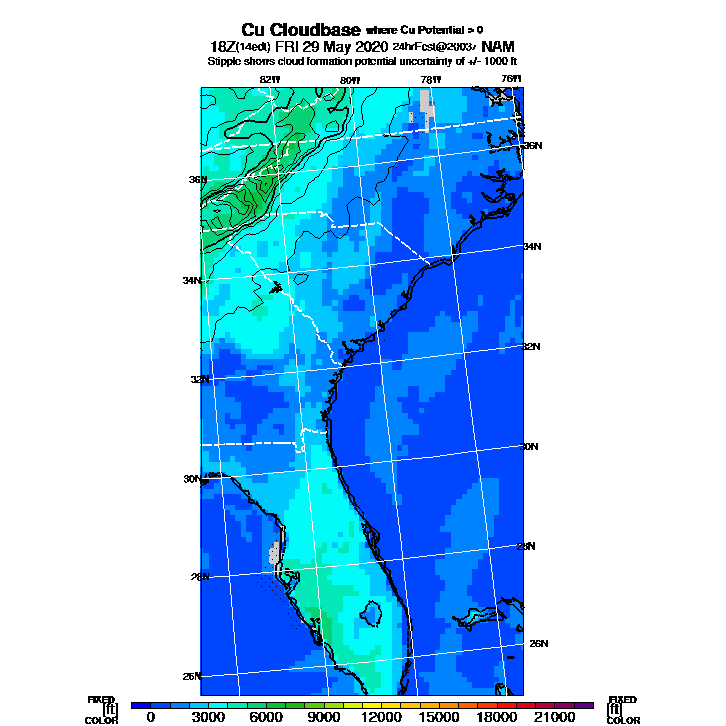 Cu Cloudbase where Cu Potential > 0
18Z(14edt) FRI 29 May 2020 24hrFcst@2003z NAM
Stipple shows cloud formation potential uncertainty of +/- 1000 ft
82W 80W 78W 76W
36N 36N
34N 34N
32N 32N
30N 30N
28N 28N
26N 26N
FIXED FIXED
[ft] [ft]
COLOR COLOR
0 3000 6000 9000 12000 15000 18000 21000